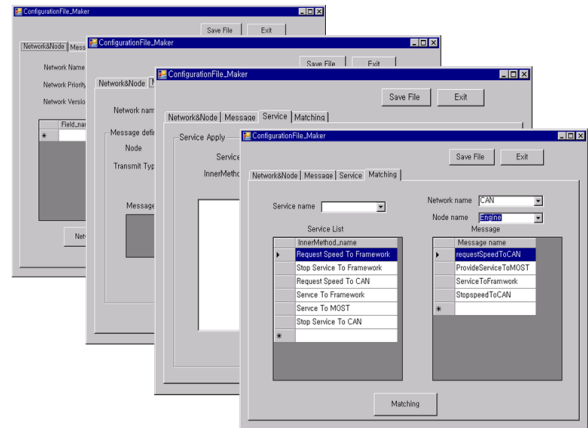 ConfigurationFile_Maker
Save File Exit
Network&Node Mess
Network Name
Network Priority
Network Versio
Field_na
Net
ConfigurationFile_Maker
Save File Exit
Network&Node
Network nam
Message defi
Node
Transmit Typ
Message
ConfigurationFile_Maker
Save File Exit
Network&Node Message Service Matching
Service Apply
Service
InnerMetho
ConfigurationFile_Maker
Save File Exit
Network&Node Message Service Matching
Service name
Network name CAN
Node name Engine
Service List
InnerMethod_name
Request Speed To Framework
Stop Service To Framework
Request Speed To CAN
Servce To Framework
Servce To MOST
Stop Service To CAN
Message
Message name
requestSpeedToCAN
ProvideServiceToMOST
ServiceToFramwork
StopspeedToCAN
Matching